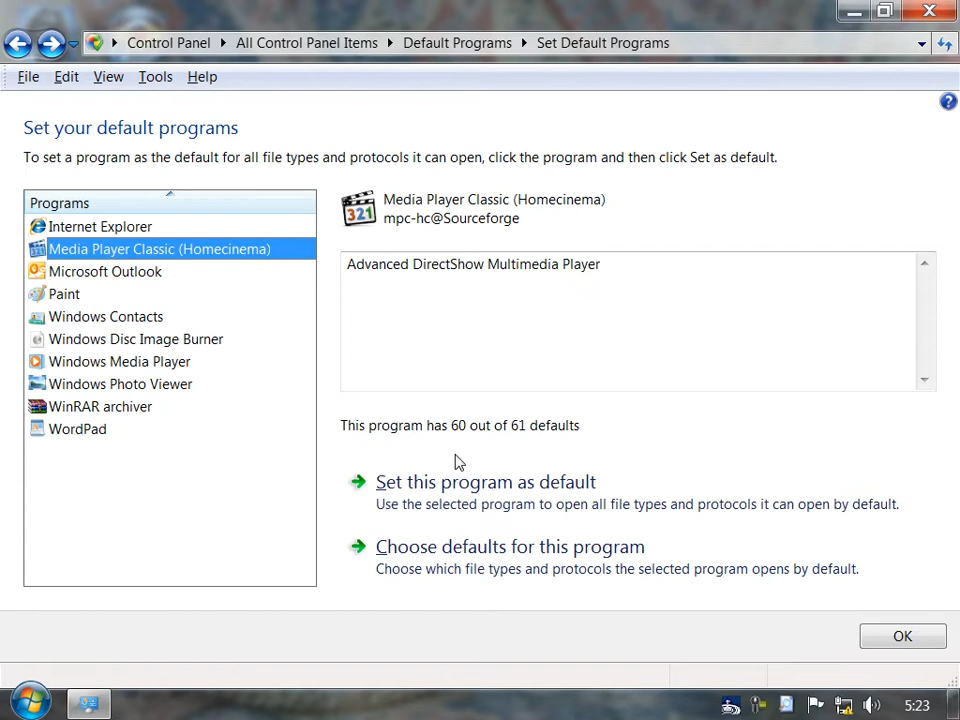 Control Panel All Control Panel Items Default Programs Set Default Programs
File Edit View Tools Help
Set your default programs
To set a program as the default for all file types and protocols it can open, click the program and then click Set as default.
Programs
Internet Explorer
Media Player Classic (Homecinema)
Microsoft Outlook
Paint
Windows Contacts
Windows Disc Image Burner
Windows Media Player
Windows Photo Viewer
WinRAR archiver
WordPad
321
Media Player Classic (Homecinema)
mpc-hc@Sourceforge
Advanced DirectShow Multimedia Player
This program has 60 out of 61 defaults
Set this program as default
Use the selected program to open all file types and protocols it can open by default.
Choose defaults for this program
Choose which file types and protocols the selected program opens by default.
OK
5:23